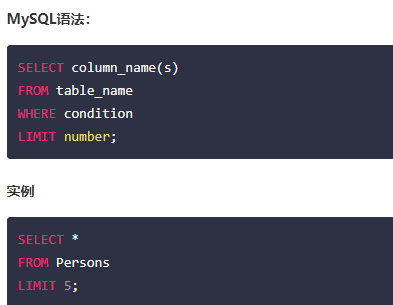 MySQL语法:
SELECT column_name(s)
FROM table_name
WHERE condition
LIMIT number;
实例
SELECT *
FROM Persons
LIMIT 5;